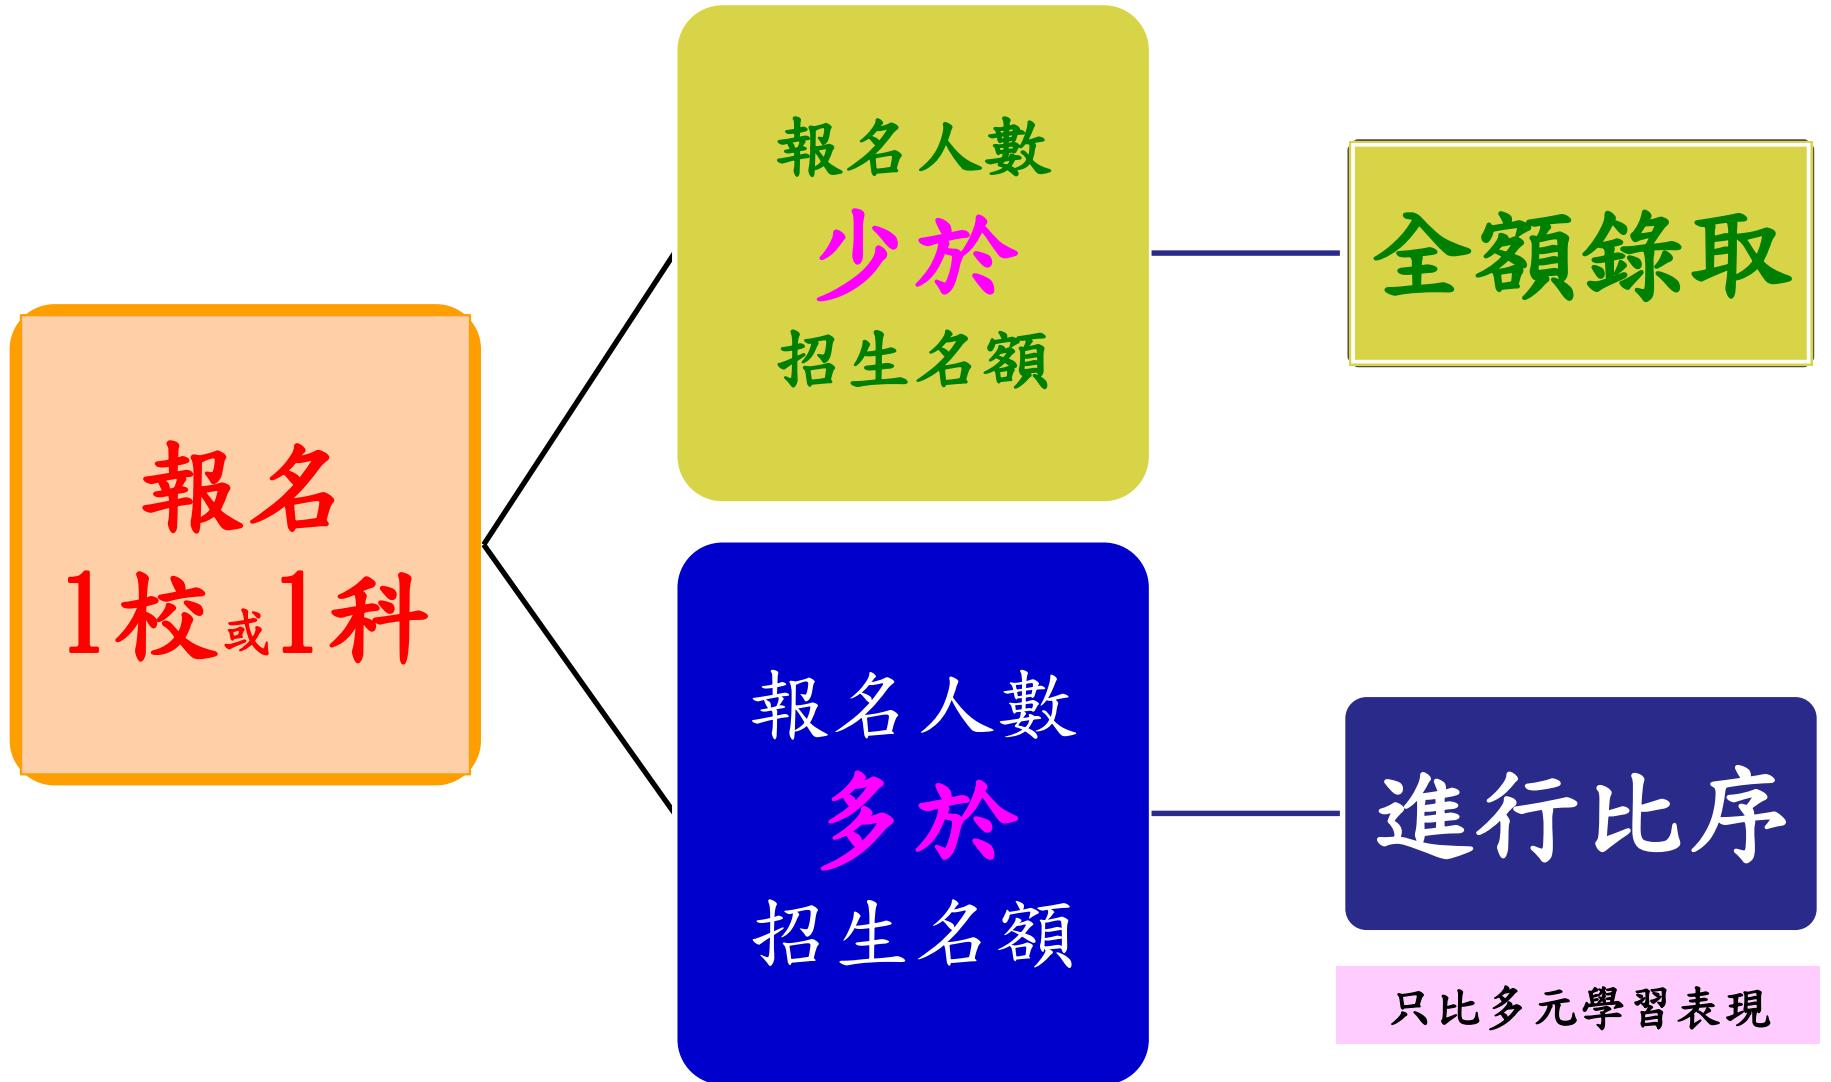 報名
1校或1科
報名人數
少於
招生名額
全額錄取
報名人數
多於
招生名額
進行比序
只比多元學習表現